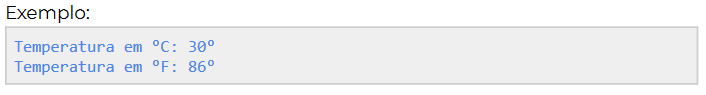 Exemplo:
Temperatura em ºC: 30º
Temperatura em ºF: 86º